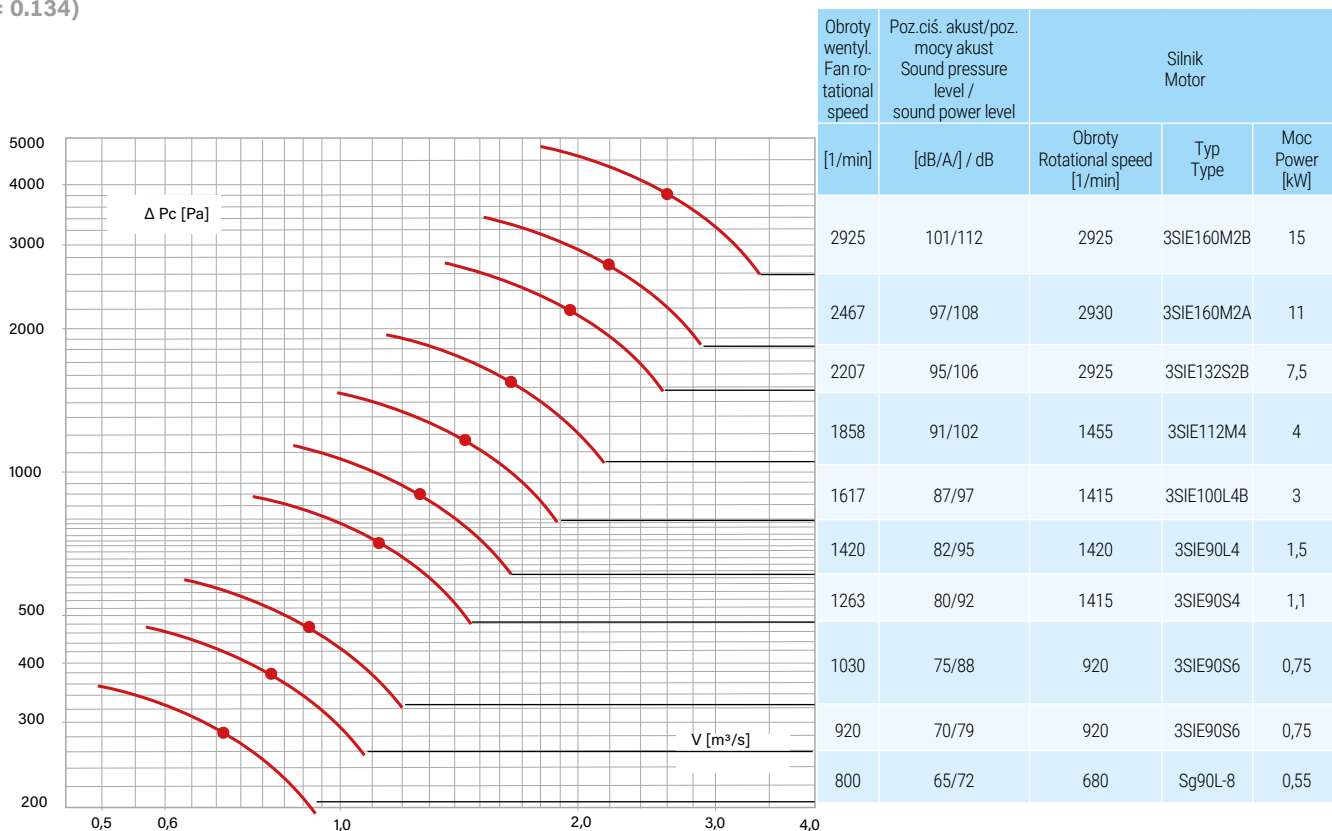 = 0.134)
Obroty
wentyl.
Fan ro-
tational
speed
Poz.ciś. akust/poz.
mocy akust
Sound pressure
level /
sound power level
Silnik
Motor
[1/min]
[dB/A/] / dB
Obroty
Rotational speed
[1/min]
Typ
Type
Moc
Power
[kW]
2925 101/112 2925 3SIE160M2B 15
2467 97/108 2930 3SIE160M2A 11
2207 95/106 2925 3SIE132S2B 7,5
1858 91/102 1455 3SIE112M4 4
1617 87/97 1415 3SIE100L4B 3
1420 82/95 1420 3SIE90L4 1,5
1263 80/92 1415 3SIE90S4 1,1
1030 75/88 920 3SIE90S6 0,75
920 70/79 920 3SIE90S6 0,75
800 65/72 680 Sg90L-8 0,55
Δ Pc [Pa]
5000
4000
3000
2000
1000
500
400
300
200
V [m³/s]
0,5 0,6 1,0 2,0 3,0 4,0